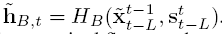 h̃_{B,t} = H_B(x̃_{t-L}^{t-1}, s_{t-L}^{t}).